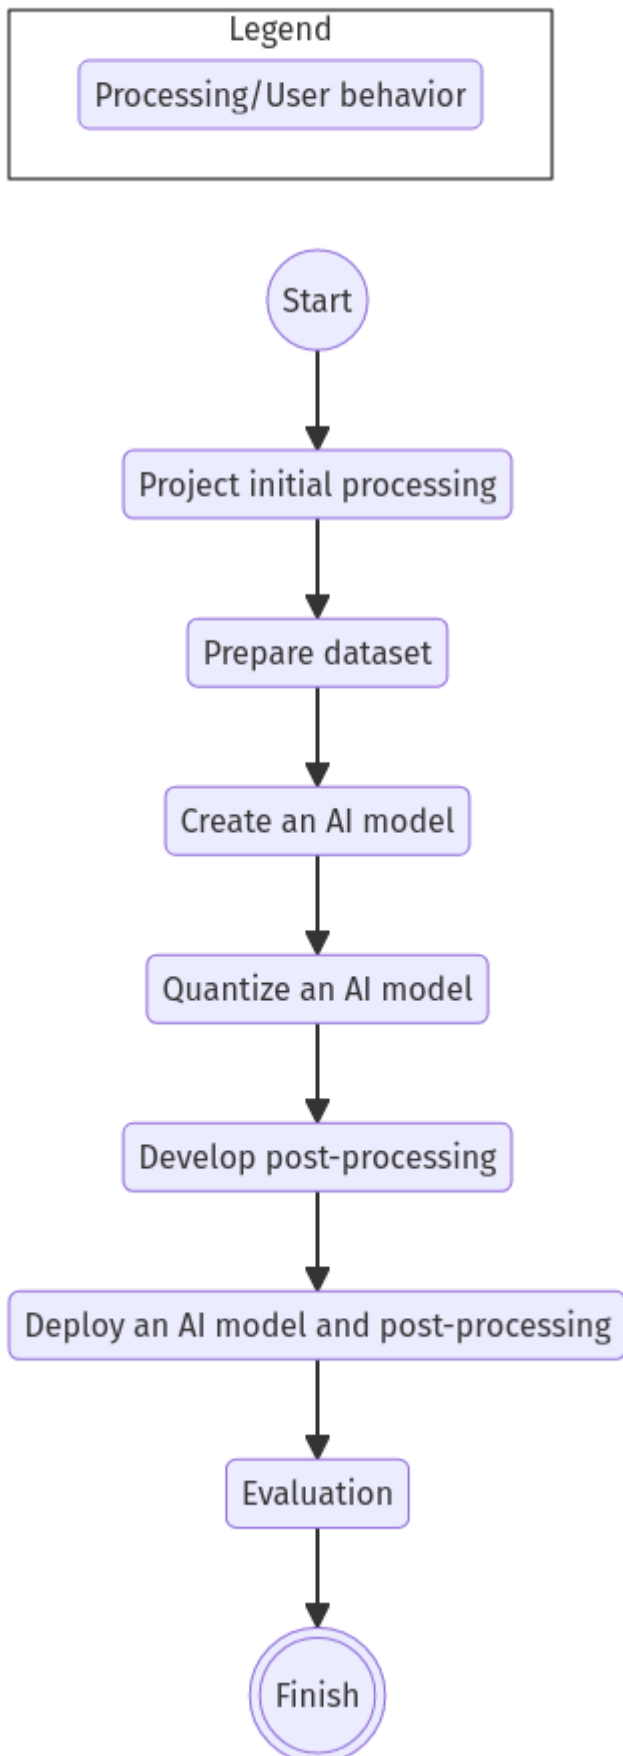 Legend
Processing/User behavior
Start
Project initial processing
Prepare dataset
Create an AI model
Quantize an AI model
Develop post-processing
Deploy an AI model and post-processing
Evaluation
Finish